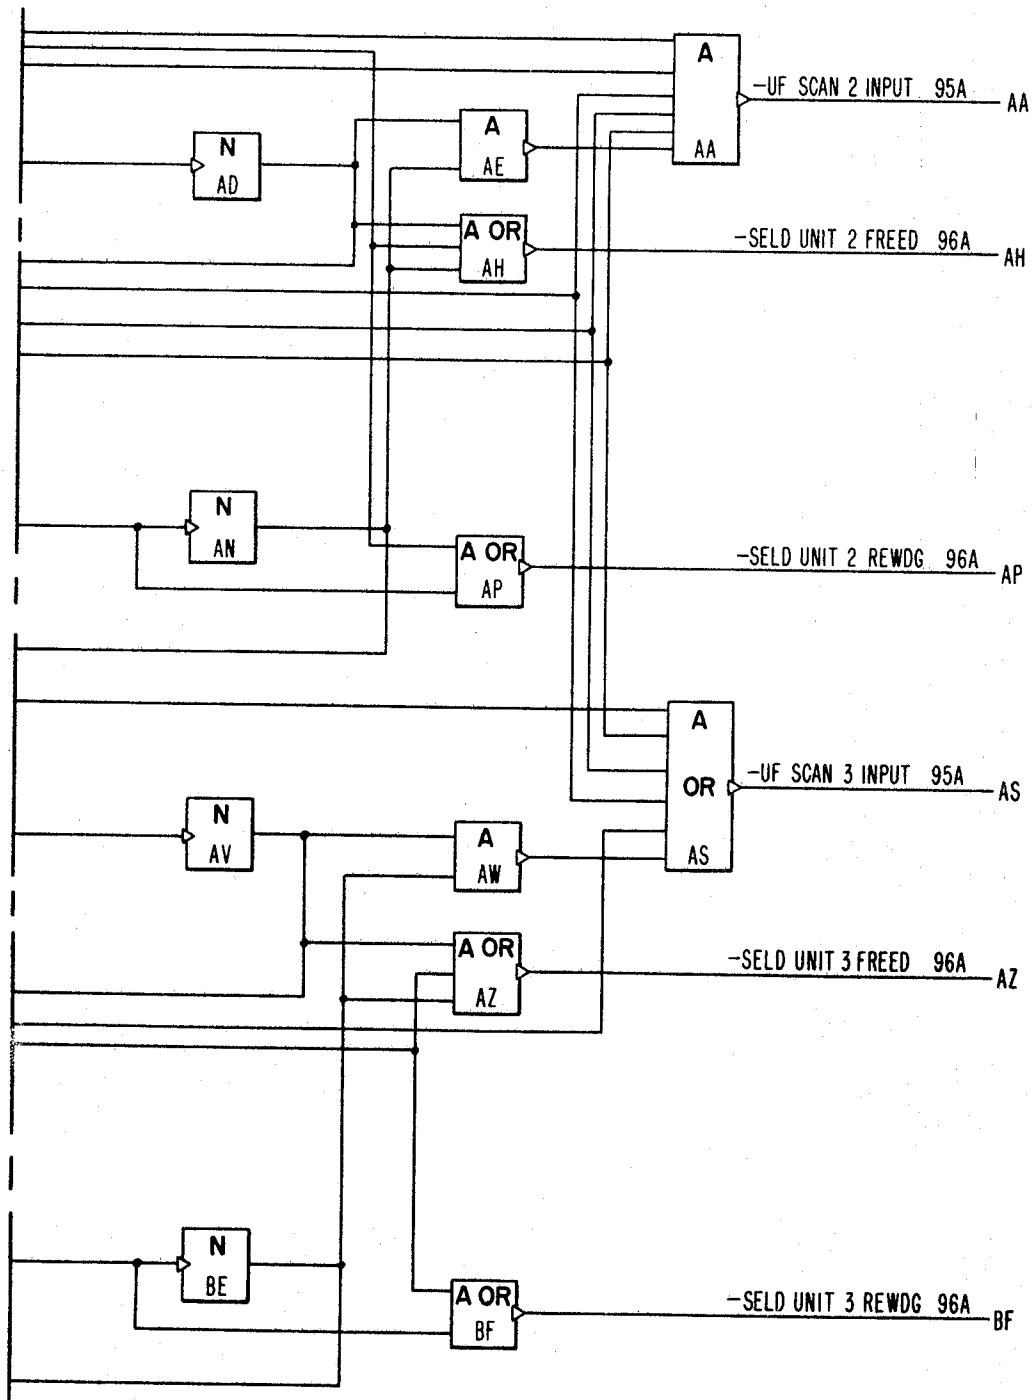 A
AA
-UF SCAN 2 INPUT 95A
AA
N
AD
A
AE
A OR
AH
-SELD UNIT 2 FREED 96A
AH
N
AN
A OR
AP
-SELD UNIT 2 REWDG 96A
AP
A
OR
AS
-UF SCAN 3 INPUT 95A
AS
N
AV
A
AW
A OR
AZ
-SELD UNIT 3 FREED 96A
AZ
N
BE
A OR
BF
-SELD UNIT 3 REWDG 96A
BF